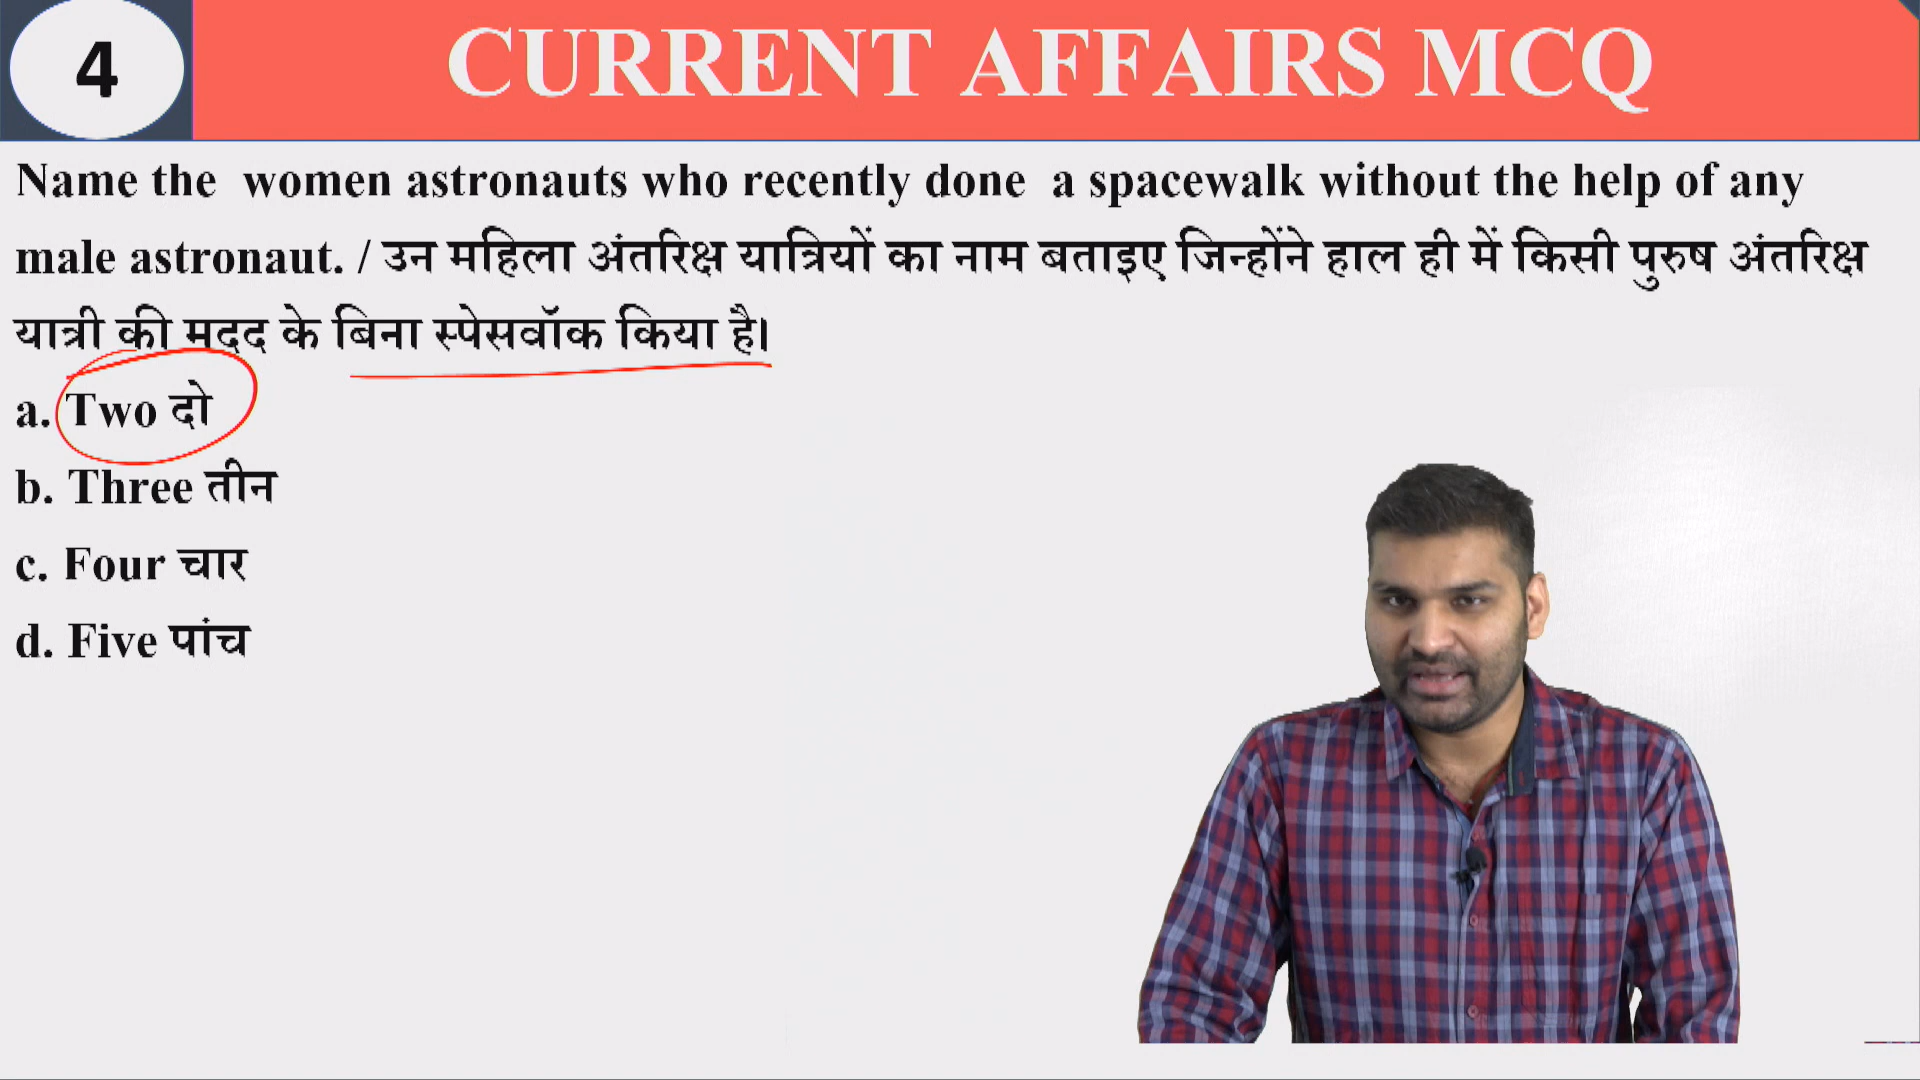 4
CURRENT AFFAIRS MCQ
Name the women astronauts who recently done a spacewalk without the help of any
male astronaut. / उन महिला अंतरिक्ष यात्रियों का नाम बताइए जिन्होंने हाल ही में किसी पुरुष अंतरिक्ष
यात्री की मदद के बिना स्पेसवॉक किया है।
a. Two दो
b. Three तीन
c. Four चार
d. Five पांच